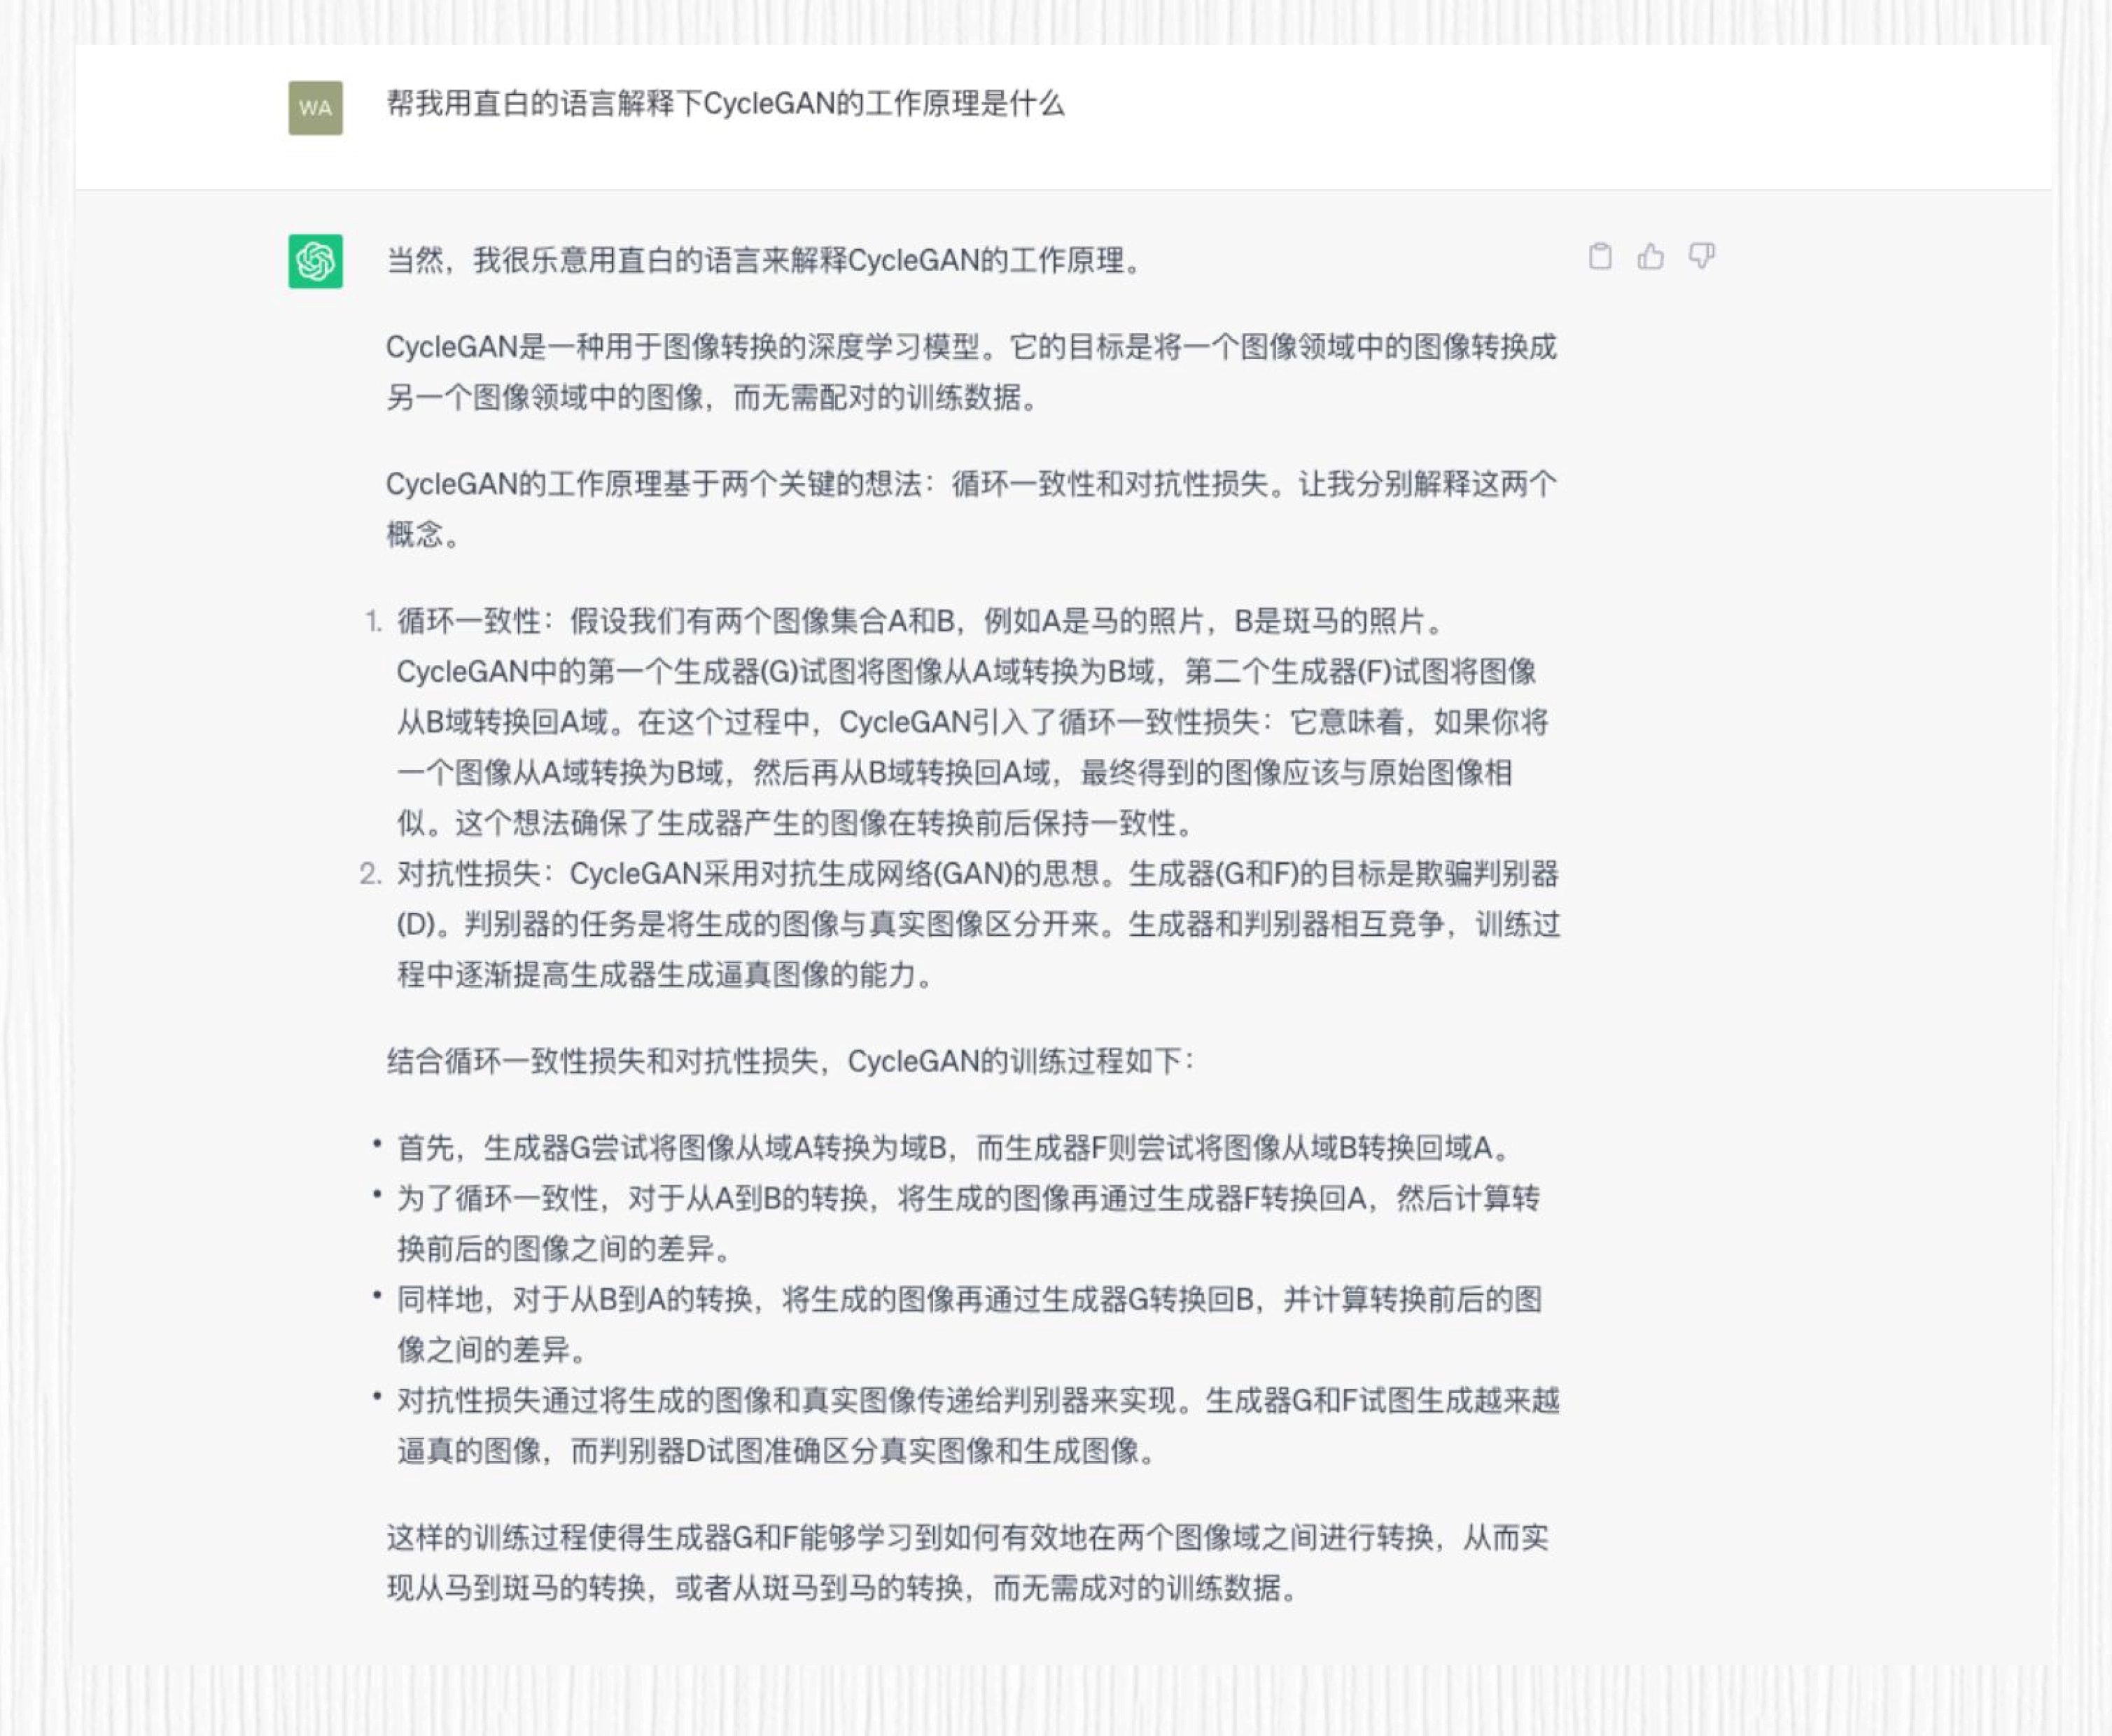 WA
帮我用直白的语言解释下CycleGAN的工作原理是什么
当然，我很乐意用直白的语言来解释CycleGAN的工作原理。
CycleGAN是一种用于图像转换的深度学习模型。它的目标是将一个图像领域中的图像转换成
另一个图像领域中的图像，而无需配对的训练数据。
CycleGAN的工作原理基于两个关键的想法：循环一致性和对抗性损失。让我分别解释这两个
概念。
1. 循环一致性：假设我们有两个图像集合A和B，例如A是马的照片，B是斑马的照片。
CycleGAN中的第一个生成器(G)试图将图像从A域转换为B域，第二个生成器(F)试图将图像
从B域转换回A域。在这个过程中，CycleGAN引入了循环一致性损失：它意味着，如果你将
一个图像从A域转换为B域，然后再从B域转换回A域，最终得到的图像应该与原始图像相
似。这个想法确保了生成器产生的图像在转换前后保持一致性。
2. 对抗性损失：CycleGAN采用对抗生成网络(GAN)的思想。生成器(G和F)的目标是欺骗判别器
(D)。判别器的任务是将生成的图像与真实图像区分开来。生成器和判别器相互竞争，训练过
程中逐渐提高生成器生成逼真图像的能力。
结合循环一致性损失和对抗性损失，CycleGAN的训练过程如下：
• 首先，生成器G尝试将图像从域A转换为域B，而生成器F则尝试将图像从域B转换回域A。
• 为了循环一致性，对于从A到B的转换，将生成的图像再通过生成器F转换回A，然后计算转
换前后的图像之间的差异。
• 同样地，对于从B到A的转换，将生成的图像再通过生成器G转换回B，并计算转换前后的图
像之间的差异。
• 对抗性损失通过将生成的图像和真实图像传递给判别器来实现。生成器G和F试图生成越来越
逼真的图像，而判别器D试图准确区分真实图像和生成图像。
这样的训练过程使得生成器G和F能够学习到如何有效地在两个图像域之间进行转换，从而实
现从马到斑马的转换，或者从斑马到马的转换，而无需成对的训练数据。